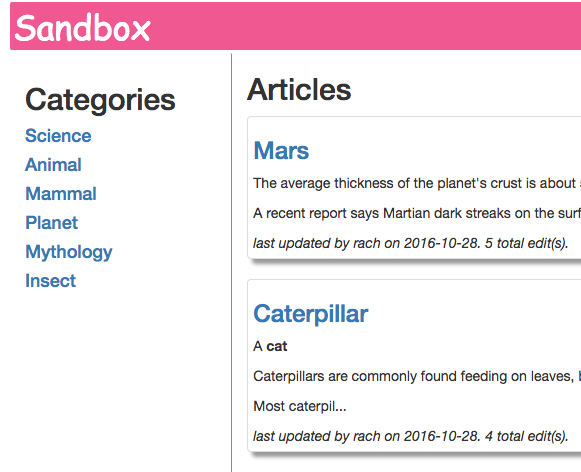 Sandbox
Categories
Science
Animal
Mammal
Planet
Mythology
Insect
Articles
Mars
The average thickness of the planet's crust is about
A recent report says Martian dark streaks on the surf
last updated by rach on 2016-10-28. 5 total edit(s).
Caterpillar
A cat
Caterpillars are commonly found feeding on leaves,
Most caterpil...
last updated by rach on 2016-10-28. 4 total edit(s).